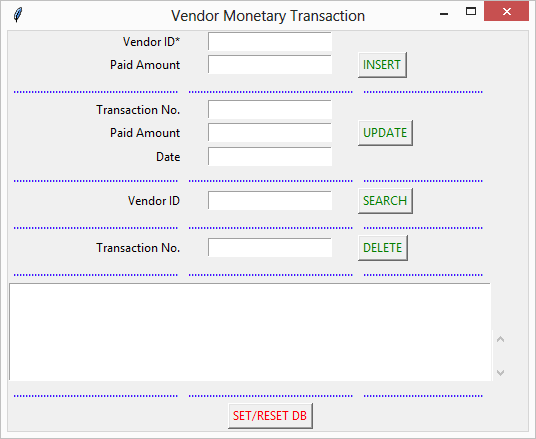 Vendor Monetary Transaction
Vendor ID*
Paid Amount INSERT
Transaction No.
Paid Amount UPDATE
Date
Vendor ID SEARCH
Transaction No. DELETE
SET/RESET DB